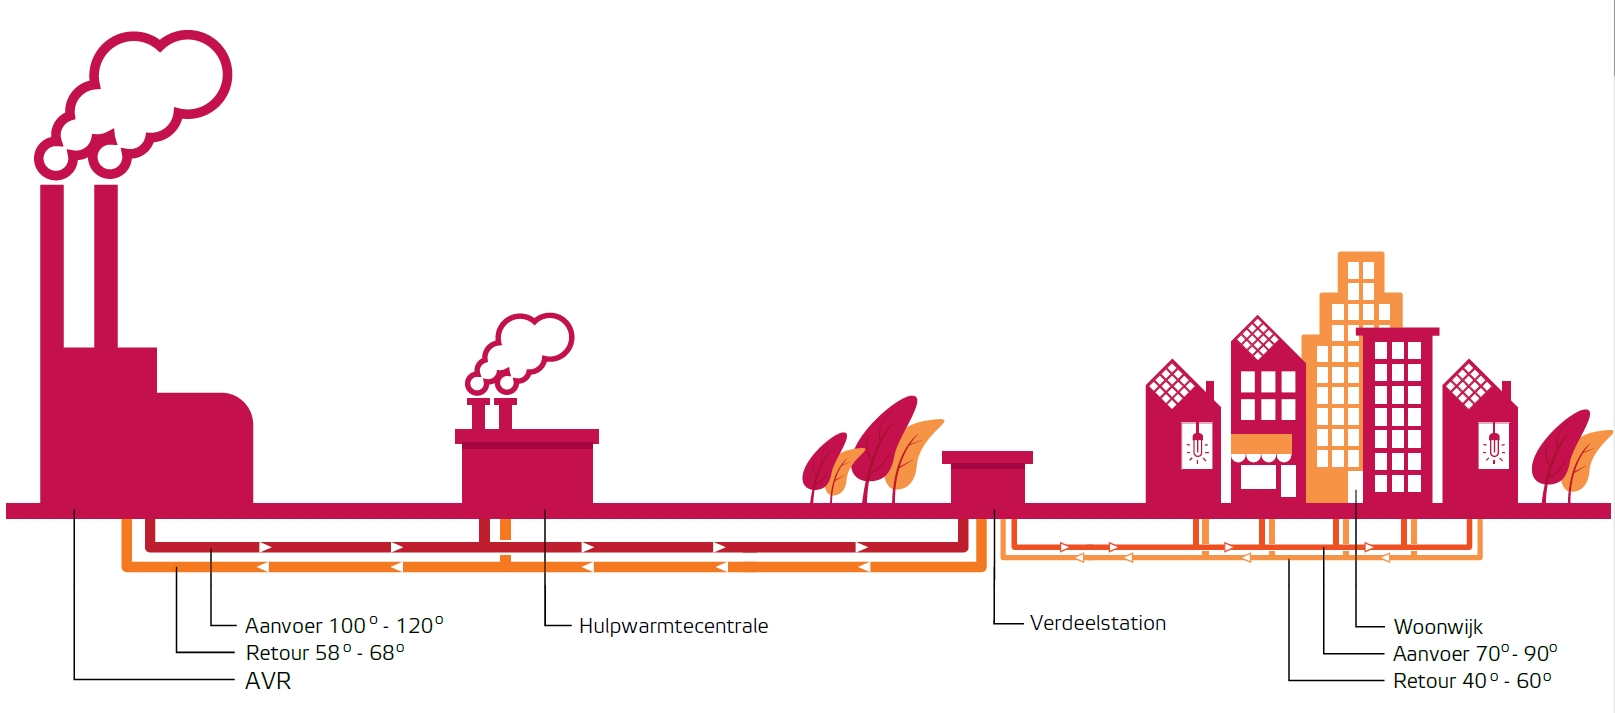 Aanvoer 100° - 120°
Retour 58° - 68°
AVR
Hulpwarmtecentrale
Verdeelstation
Woonwijk
Aanvoer 70° - 90°
Retour 40° - 60°